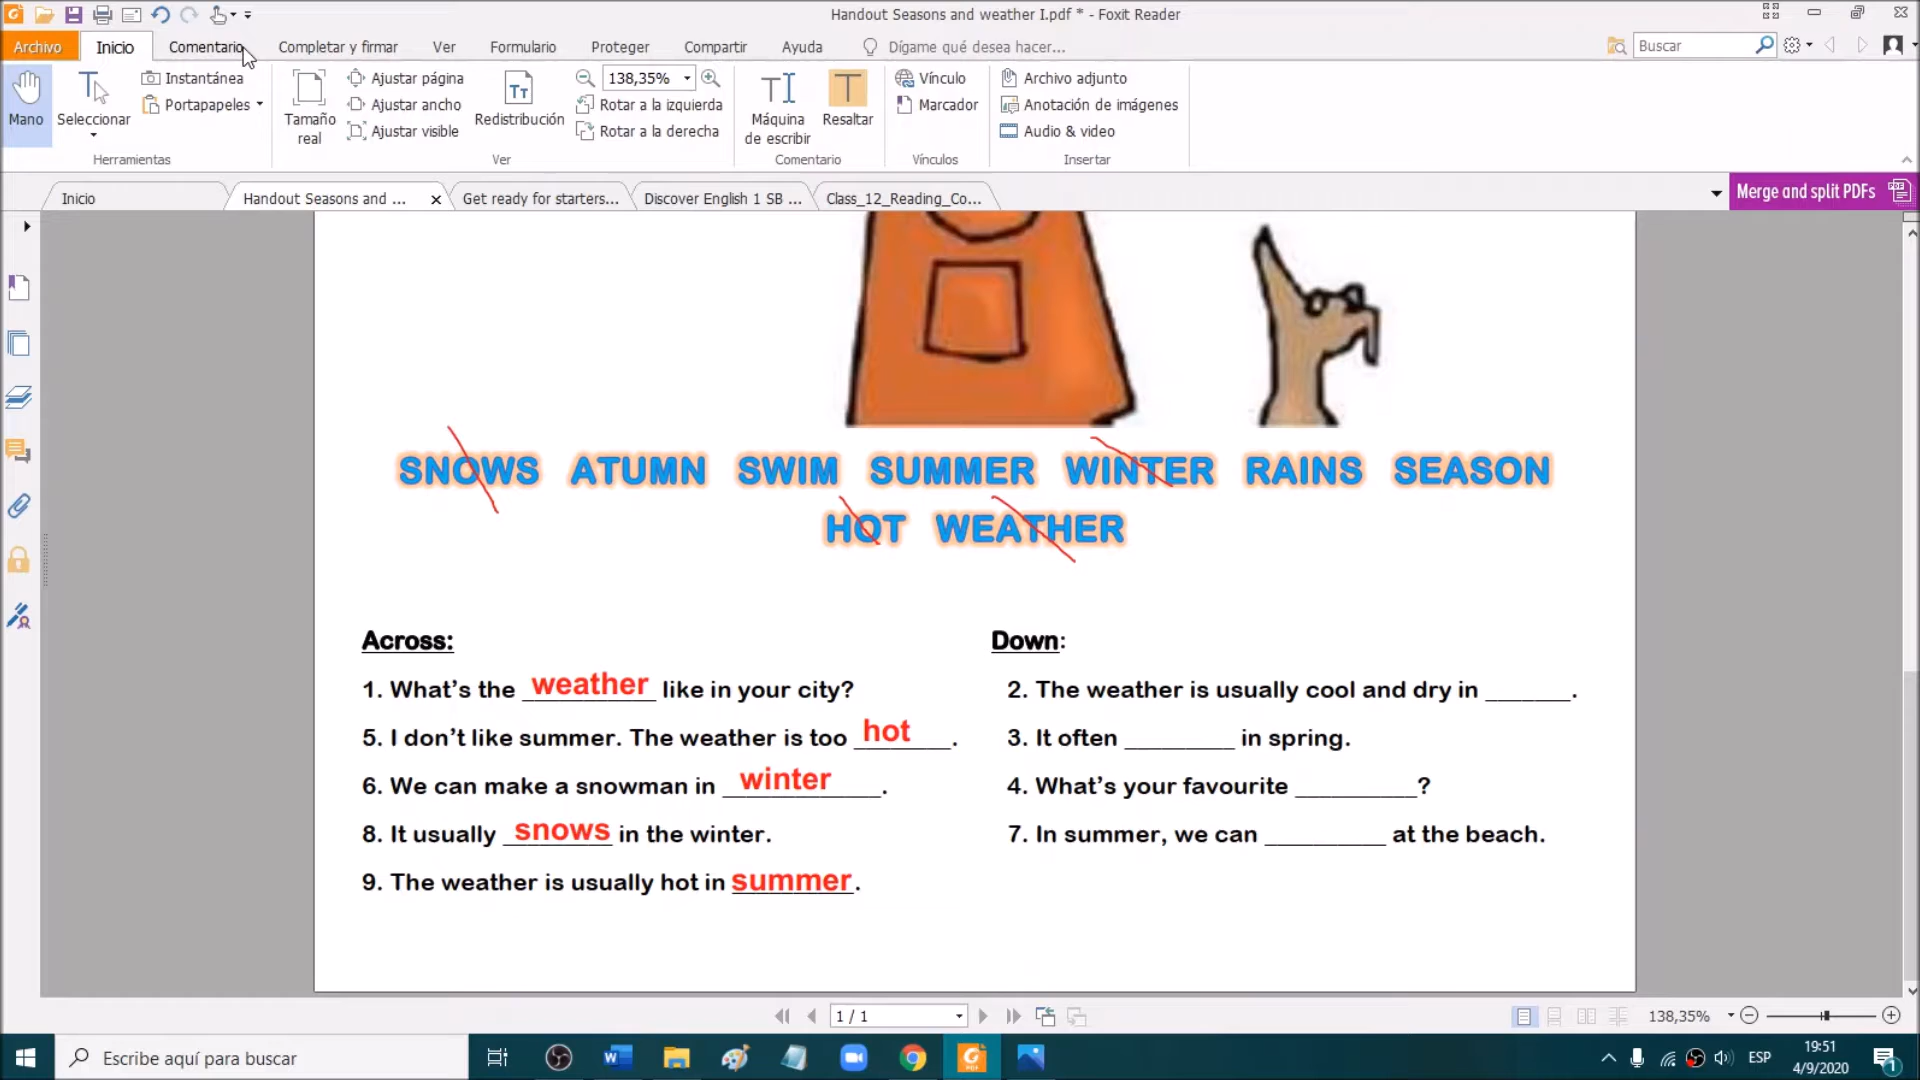 Handout Seasons and weather I.pdf * - Foxit Reader
Archivo Inicio Comentario Completar y firmar Ver Formulario Proteger Compartir Ayuda Dígame qué desea hacer... Buscar
Mano
Seleccionar
Instantánea
Portapapeles
Herramientas
Tamaño real
Ajustar página
Ajustar ancho
Ajustar visible
Redistribución
138,35%
Rotar a la izquierda
Rotar a la derecha
Ver
Máquina de escribir
Resaltar
Comentario
Vínculo
Marcador
Vínculos
Archivo adjunto
Anotación de imágenes
Audio & video
Insertar
Inicio Handout Seasons and ... Get ready for starters... Discover English 1 SB ... Class_12_Reading_Co... Merge and split PDFs
SNOWS ATUMN SWIM SUMMER WINTER RAINS SEASON
HOT WEATHER
Across:
1. What's the weather like in your city?
5. I don't like summer. The weather is too hot.
6. We can make a snowman in winter.
8. It usually snows in the winter.
9. The weather is usually hot in summer.
Down:
2. The weather is usually cool and dry in _______.
3. It often _________ in spring.
4. What's your favourite __________?
7. In summer, we can __________ at the beach.
1 / 1 138,35%
Escribe aquí para buscar
ESP
19:51
4/9/2020
1